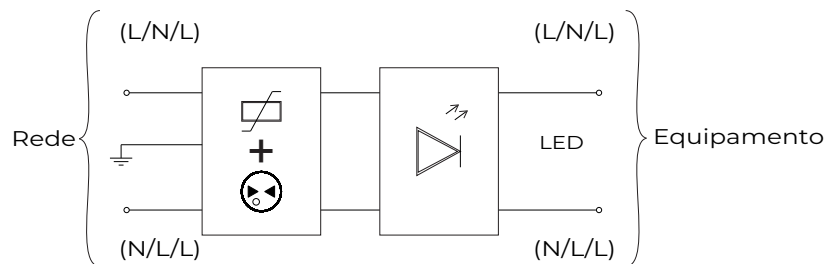 (L/N/L) (L/N/L)
Rede LED Equipamento
(N/L/L) (N/L/L)